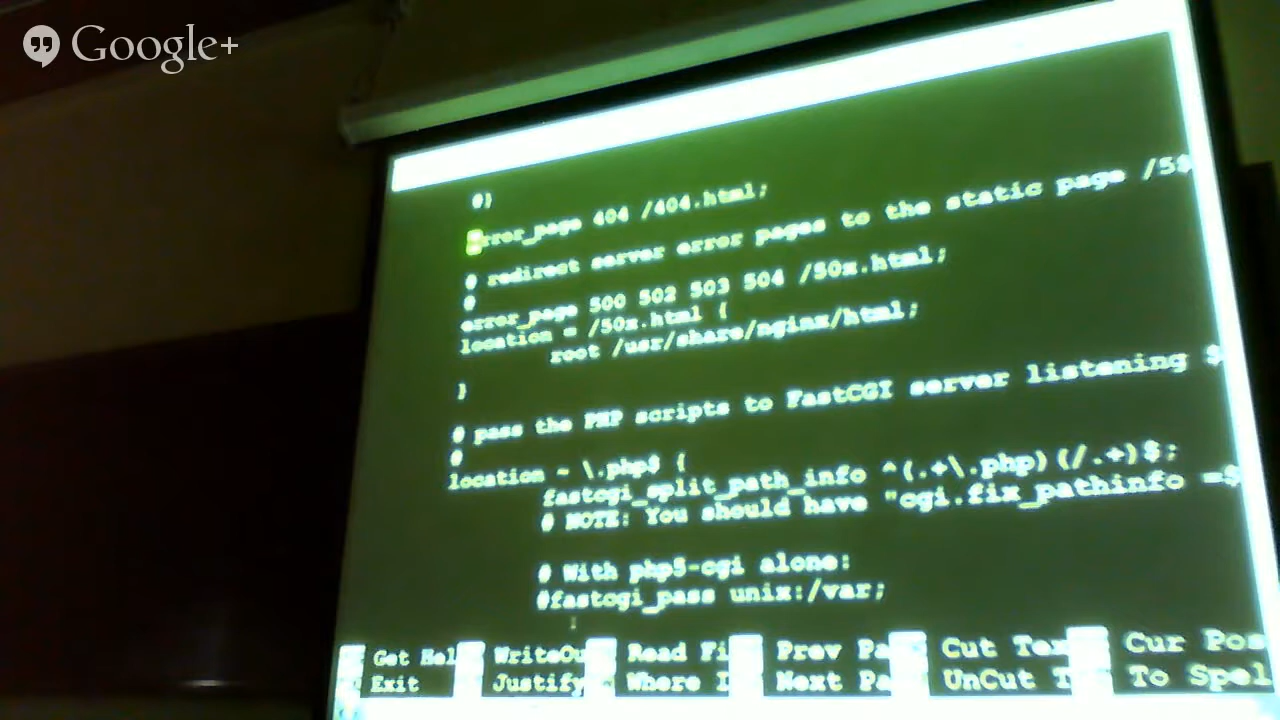 Google+
#}
error_page 404 /404.html;
# redirect server error pages to the static page /5$
#
error_page 500 502 503 504 /50x.html;
location = /50x.html {
root /usr/share/nginx/html;
}
# pass the PHP scripts to FastCGI server listening $
#
location ~ \.php$ {
fastcgi_split_path_info ^(.+\.php)(/.+)$;
# NOTE: You should have "cgi.fix_pathinfo =$
# With php5-cgi alone:
#fastcgi_pass unix:/var;
Get Hel WriteOu Read Fi Prev Pa Cut Tex Cur Pos
Exit Justify Where I Next Pa UnCut T To Spel